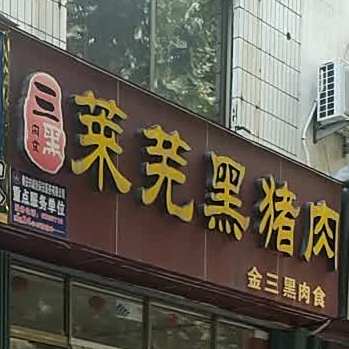 三黑
肉食
莱芜黑猪肉
金三黑肉食
重点服务单位